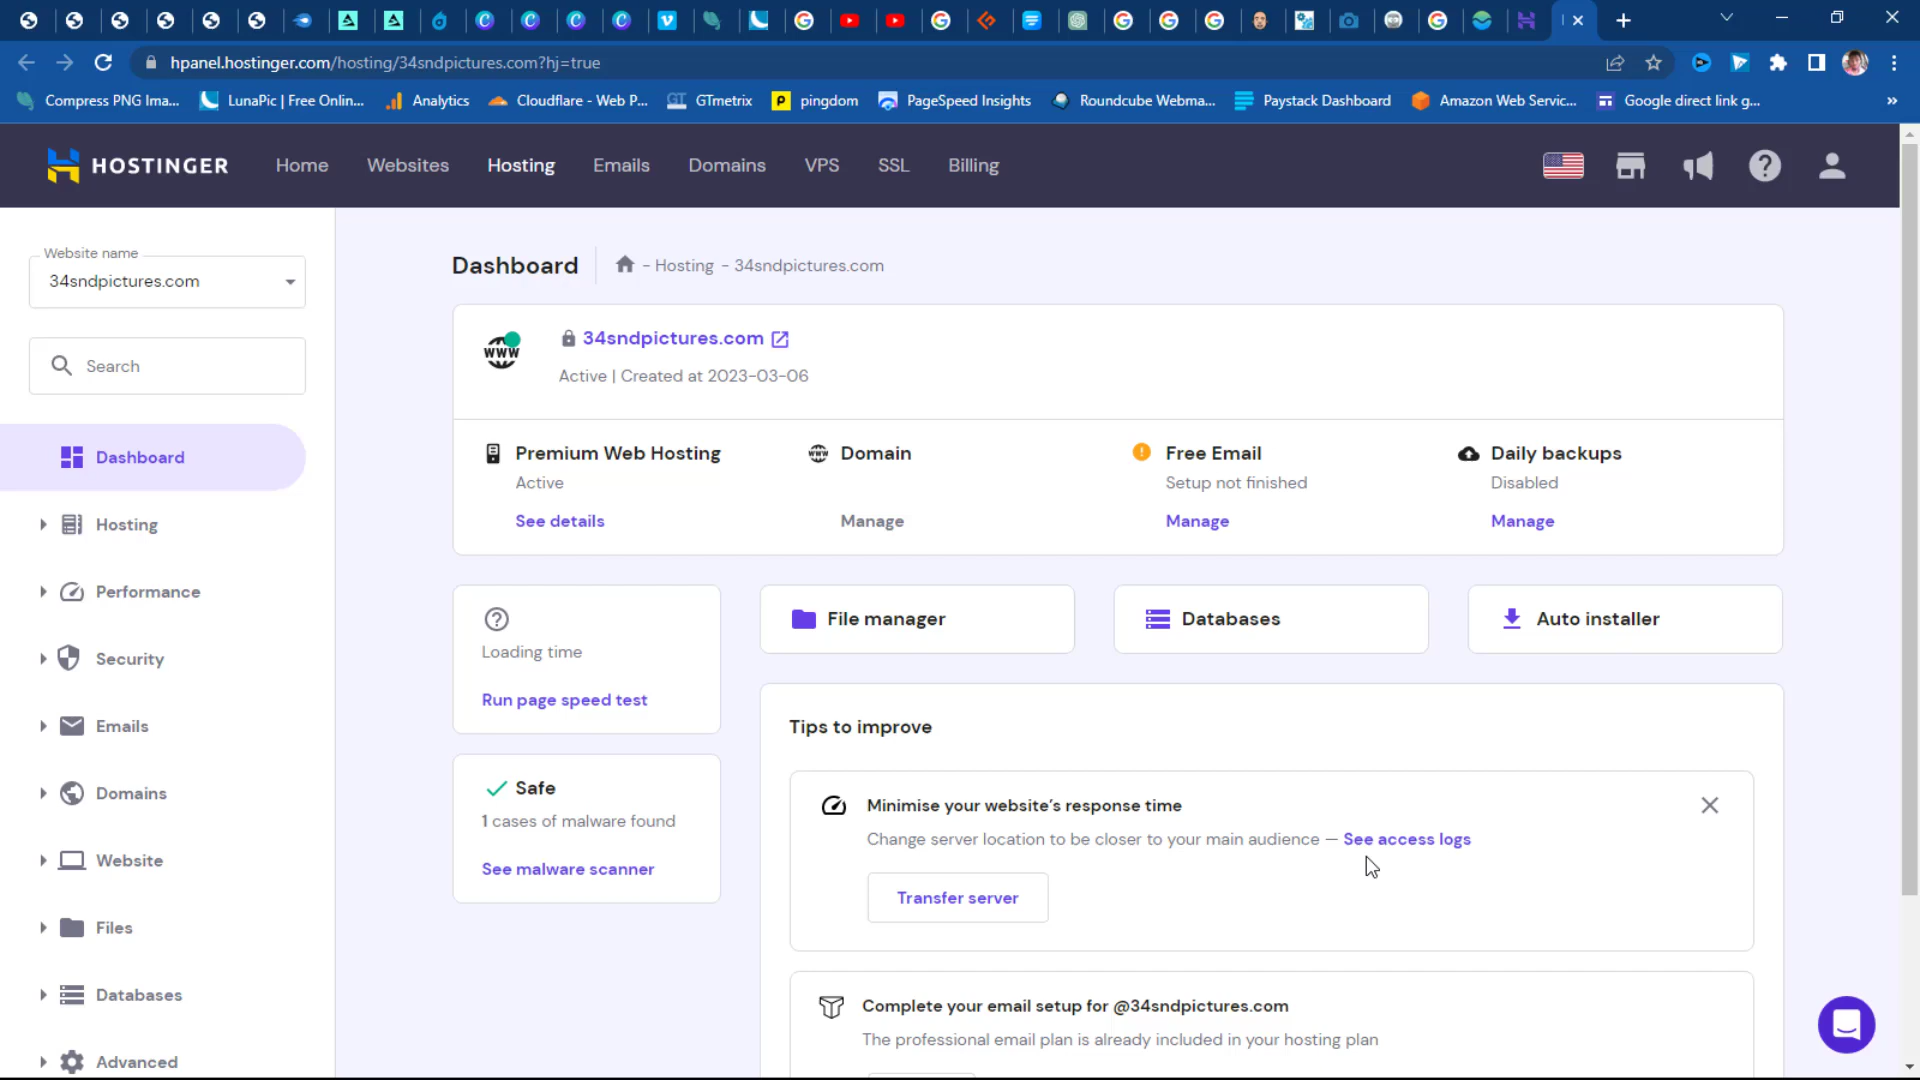 hpanel.hostinger.com/hosting/34sndpictures.com?hj=true
Compress PNG Ima...
LunaPic | Free Onlin...
Analytics
Cloudflare - Web P...
GTmetrix
pingdom
PageSpeed Insights
Roundcube Webma...
Paystack Dashboard
Amazon Web Servic...
Google direct link g...
HOSTINGER
Home
Websites
Hosting
Emails
Domains
VPS
SSL
Billing
Website name
34sndpictures.com
Search
Dashboard
Hosting
Performance
Security
Emails
Domains
Website
Files
Databases
Advanced
Dashboard
- Hosting - 34sndpictures.com
www
34sndpictures.com
Active | Created at 2023-03-06
Premium Web Hosting
Active
See details
Domain
Manage
Free Email
Setup not finished
Manage
Daily backups
Disabled
Manage
Loading time
Run page speed test
File manager
Databases
Auto installer
Safe
1 cases of malware found
See malware scanner
Tips to improve
Minimise your website's response time
Change server location to be closer to your main audience — See access logs
Transfer server
Complete your email setup for @34sndpictures.com
The professional email plan is already included in your hosting plan